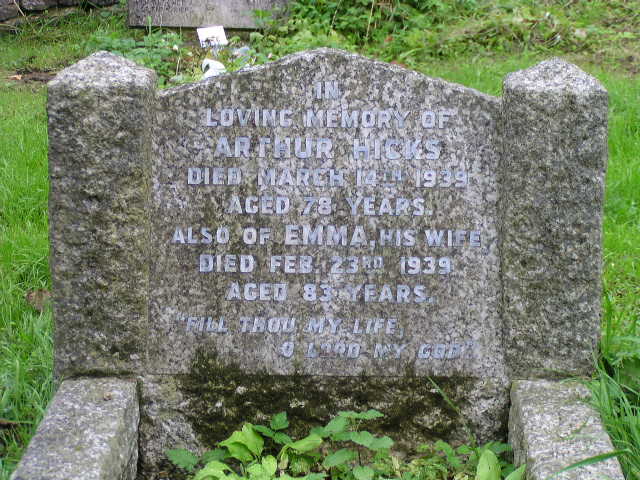 IN
LOVING MEMORY OF
ARTHUR HICKS
DIED MARCH 14TH 1939
AGED 78 YEARS.
ALSO OF EMMA, HIS WIFE,
DIED FEB. 23RD 1939
AGED 83 YEARS.
"FILL THOU MY LIFE,
O LORD MY GOD"